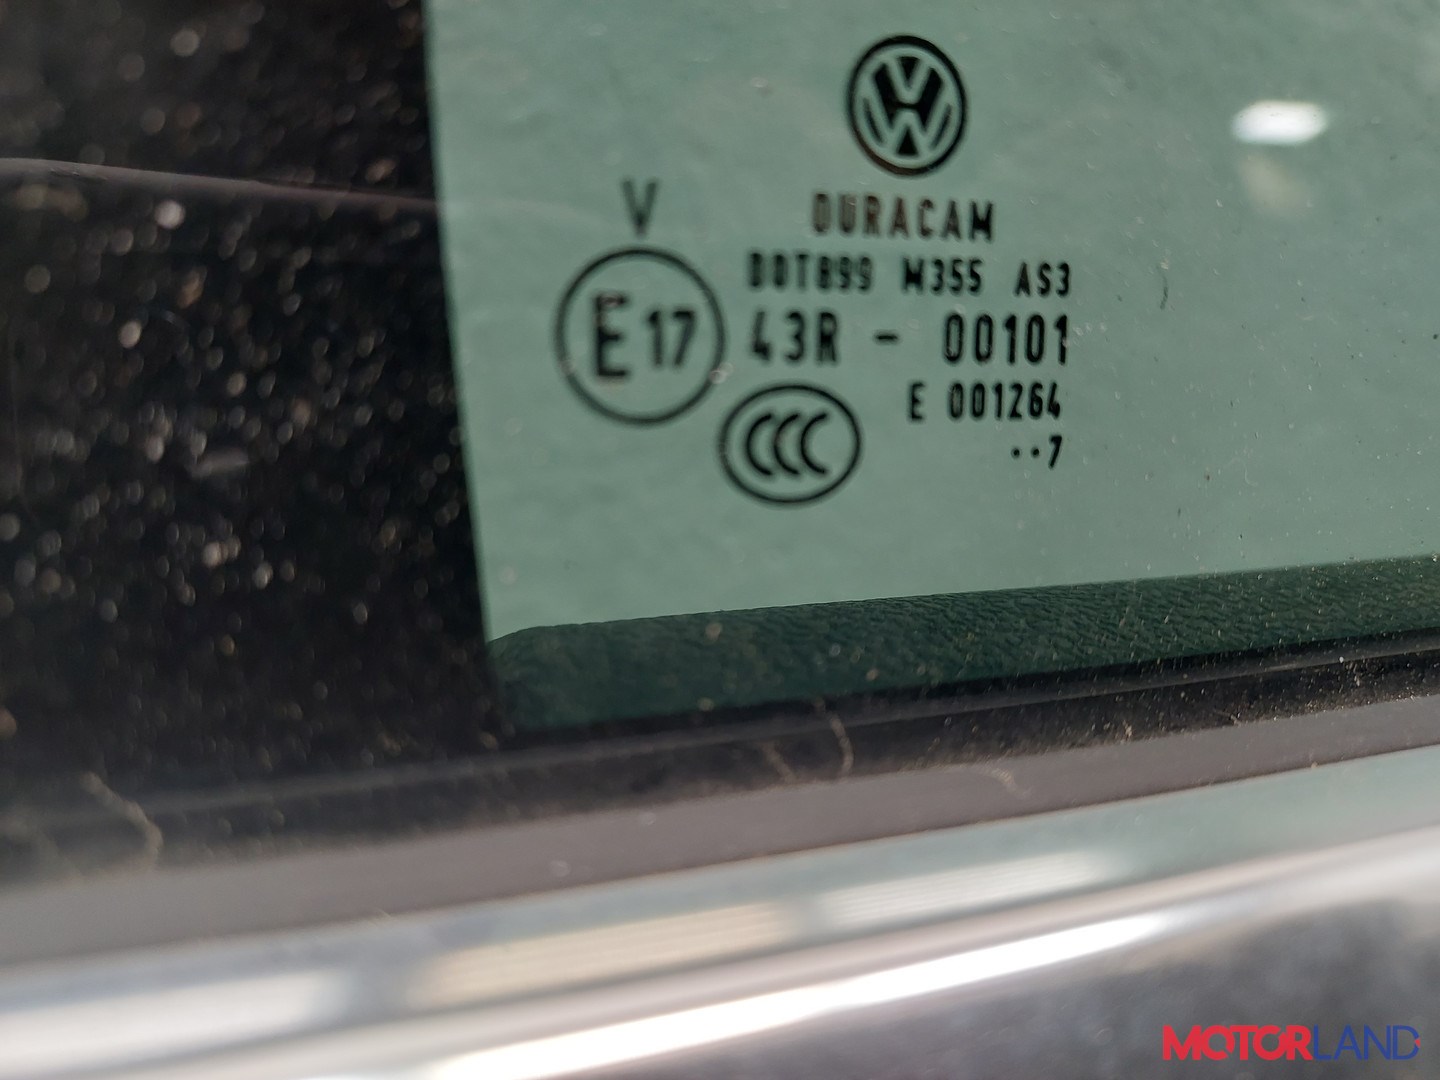 V
DURACAM
DOT899 M355 AS3
E17
43R - 00101
E 001264
CCC
··7
MOTORLAND